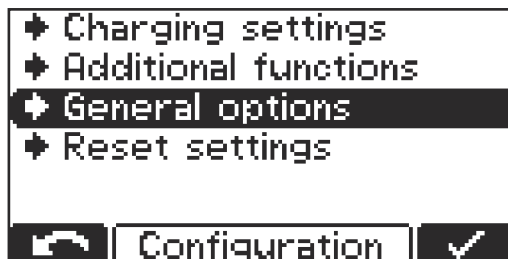 Charging settings
Additional functions
General options
Reset settings
Configuration